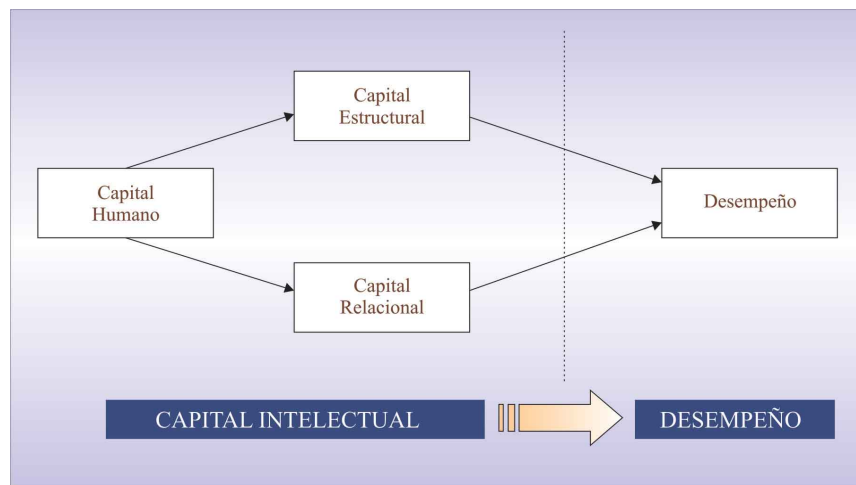 Capital
Estructural
Capital
Humano
Desempeño
Capital
Relacional
CAPITAL INTELECTUAL
DESEMPEÑO